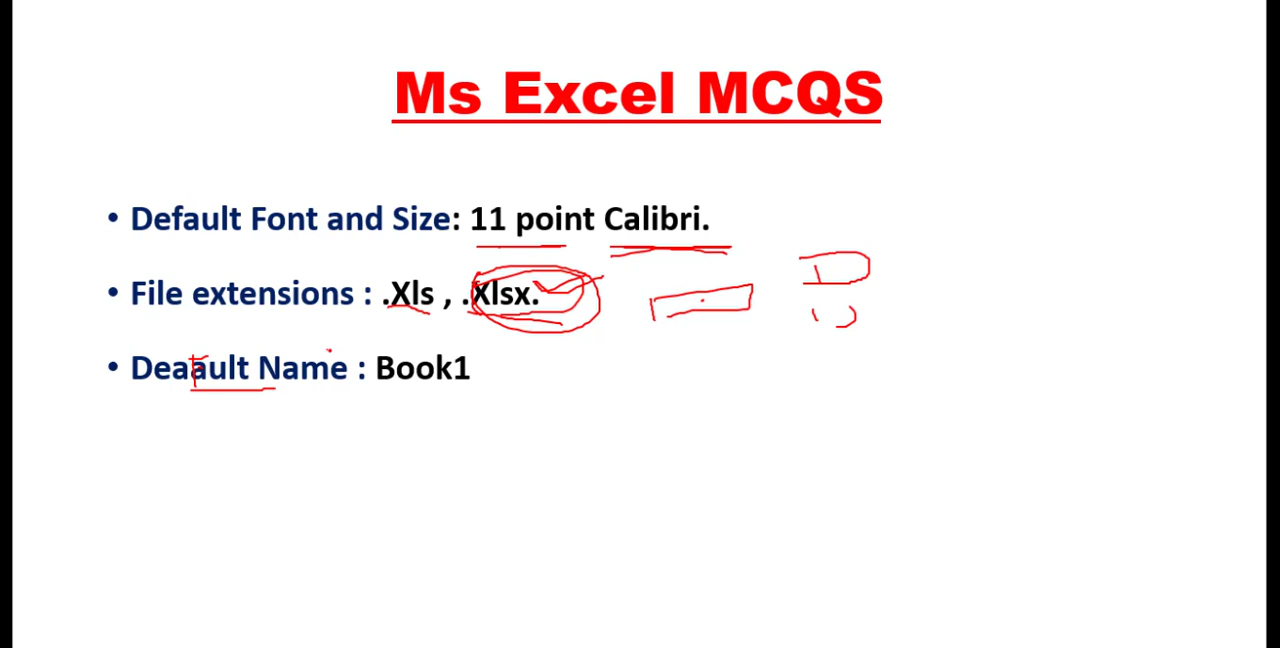 Ms Excel MCQS
• Default Font and Size: 11 point Calibri.
• File extensions : .Xls , .Xlsx.
• Deaault Name : Book1